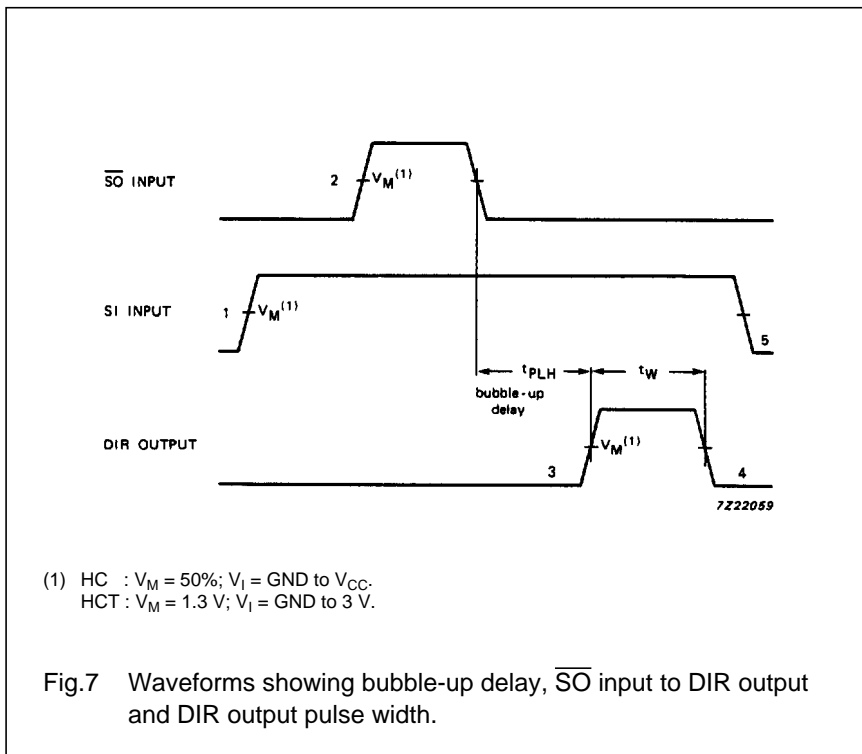 2 V_M(1)
S̅O̅ INPUT
1 V_M(1)
SI INPUT
5
t_PLH t_W
bubble-up
delay
DIR OUTPUT
V_M(1)
3 4
7Z22059
(1) HC : V_M = 50%; V_I = GND to V_CC.
HCT : V_M = 1.3 V; V_I = GND to 3 V.
Fig.7 Waveforms showing bubble-up delay, S̅O̅ input to DIR output
and DIR output pulse width.